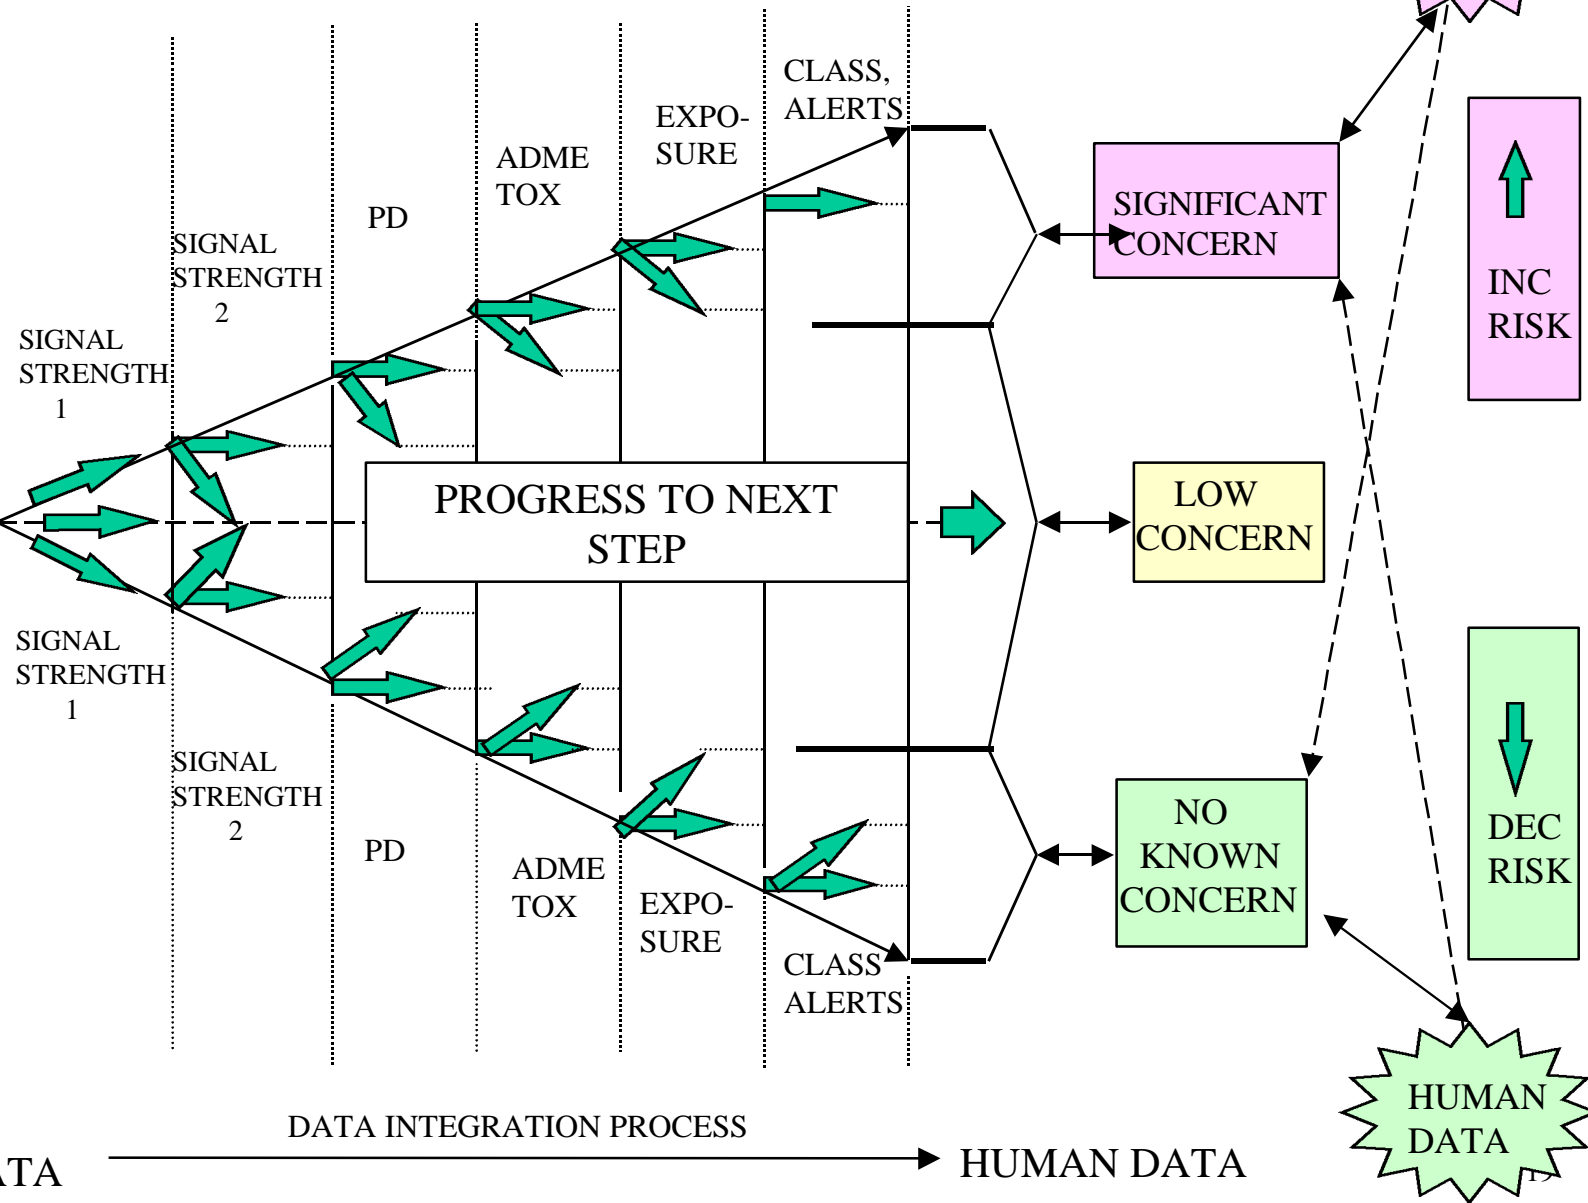 CLASS,
ALERTS
EXPO-
SURE
ADME
TOX
PD
SIGNAL
STRENGTH
2
SIGNAL
STRENGTH
1
SIGNIFICANT
CONCERN
INC
RISK
PROGRESS TO NEXT
STEP
LOW
CONCERN
SIGNAL
STRENGTH
1
SIGNAL
STRENGTH
2
PD
ADME
TOX
EXPO-
SURE
CLASS
ALERTS
NO
KNOWN
CONCERN
DEC
RISK
HUMAN
DATA
DATA INTEGRATION PROCESS
ATA
HUMAN DATA